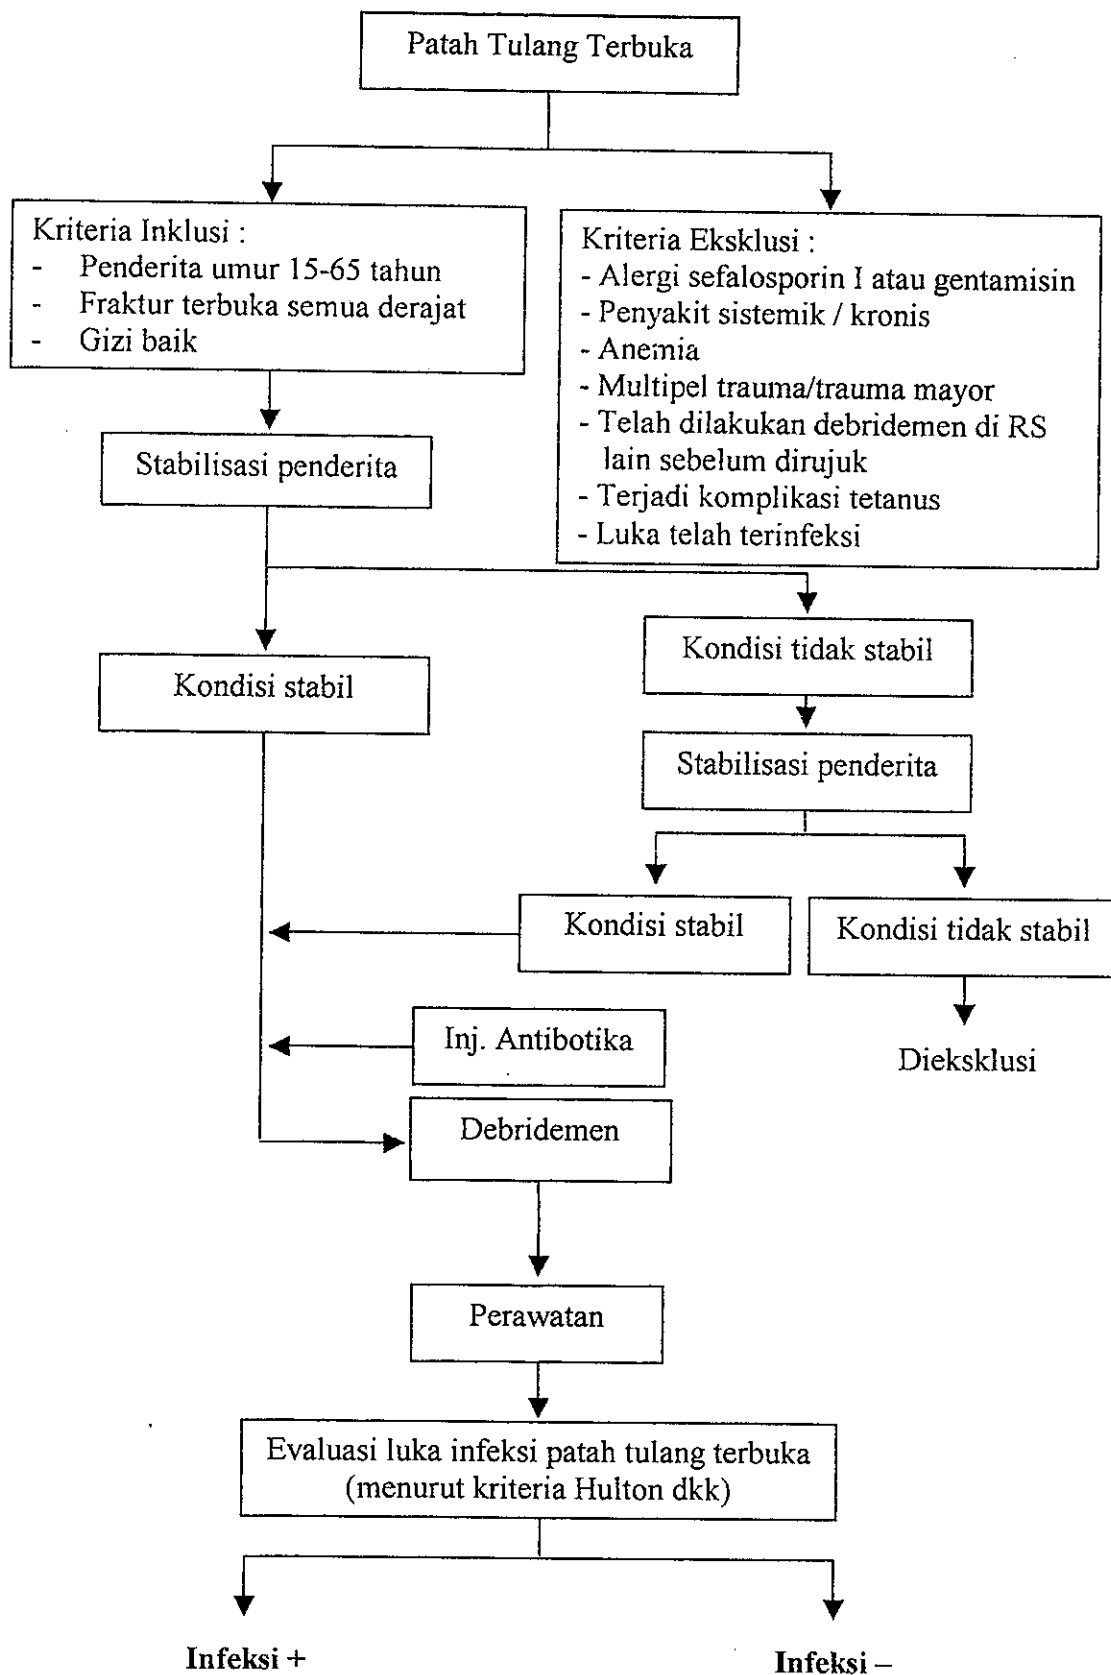 Patah Tulang Terbuka
Kriteria Inklusi :
- Penderita umur 15-65 tahun
- Fraktur terbuka semua derajat
- Gizi baik
Kriteria Eksklusi :
- Alergi sefalosporin I atau gentamisin
- Penyakit sistemik / kronis
- Anemia
- Multipel trauma/trauma mayor
- Telah dilakukan debridemen di RS
lain sebelum dirujuk
- Terjadi komplikasi tetanus
- Luka telah terinfeksi
Stabilisasi penderita
Kondisi stabil
Kondisi tidak stabil
Stabilisasi penderita
Kondisi stabil
Kondisi tidak stabil
Dieksklusi
Inj. Antibotika
Debridemen
Perawatan
Evaluasi luka infeksi patah tulang terbuka
(menurut kriteria Hulton dkk)
Infeksi +
Infeksi –